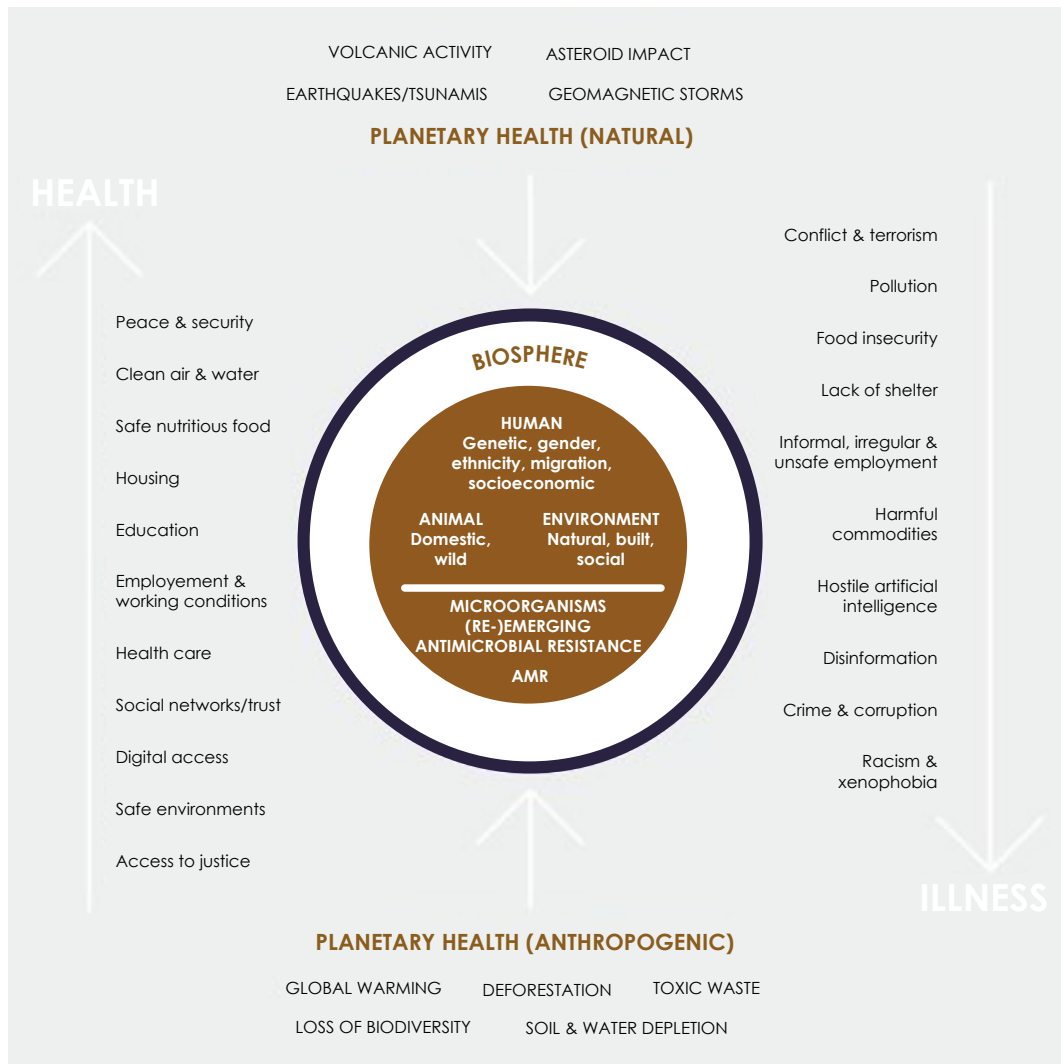 VOLCANIC ACTIVITY
ASTEROID IMPACT
EARTHQUAKES/TSUNAMIS
GEOMAGNETIC STORMS
PLANETARY HEALTH (NATURAL)
HEALTH
Peace & security
Clean air & water
Safe nutritious food
Housing
Education
Employement &
working conditions
Health care
Social networks/trust
Digital access
Safe environments
Access to justice
BIOSPHERE
HUMAN
Genetic, gender,
ethnicity, migration,
socioeconomic
ANIMAL
Domestic,
wild
ENVIRONMENT
Natural, built,
social
MICROORGANISMS
(RE-)EMERGING
ANTIMICROBIAL RESISTANCE
AMR
Conflict & terrorism
Pollution
Food insecurity
Lack of shelter
Informal, irregular &
unsafe employment
Harmful
commodities
Hostile artificial
intelligence
Disinformation
Crime & corruption
Racism &
xenophobia
ILLNESS
PLANETARY HEALTH (ANTHROPOGENIC)
GLOBAL WARMING
DEFORESTATION
TOXIC WASTE
LOSS OF BIODIVERSITY
SOIL & WATER DEPLETION